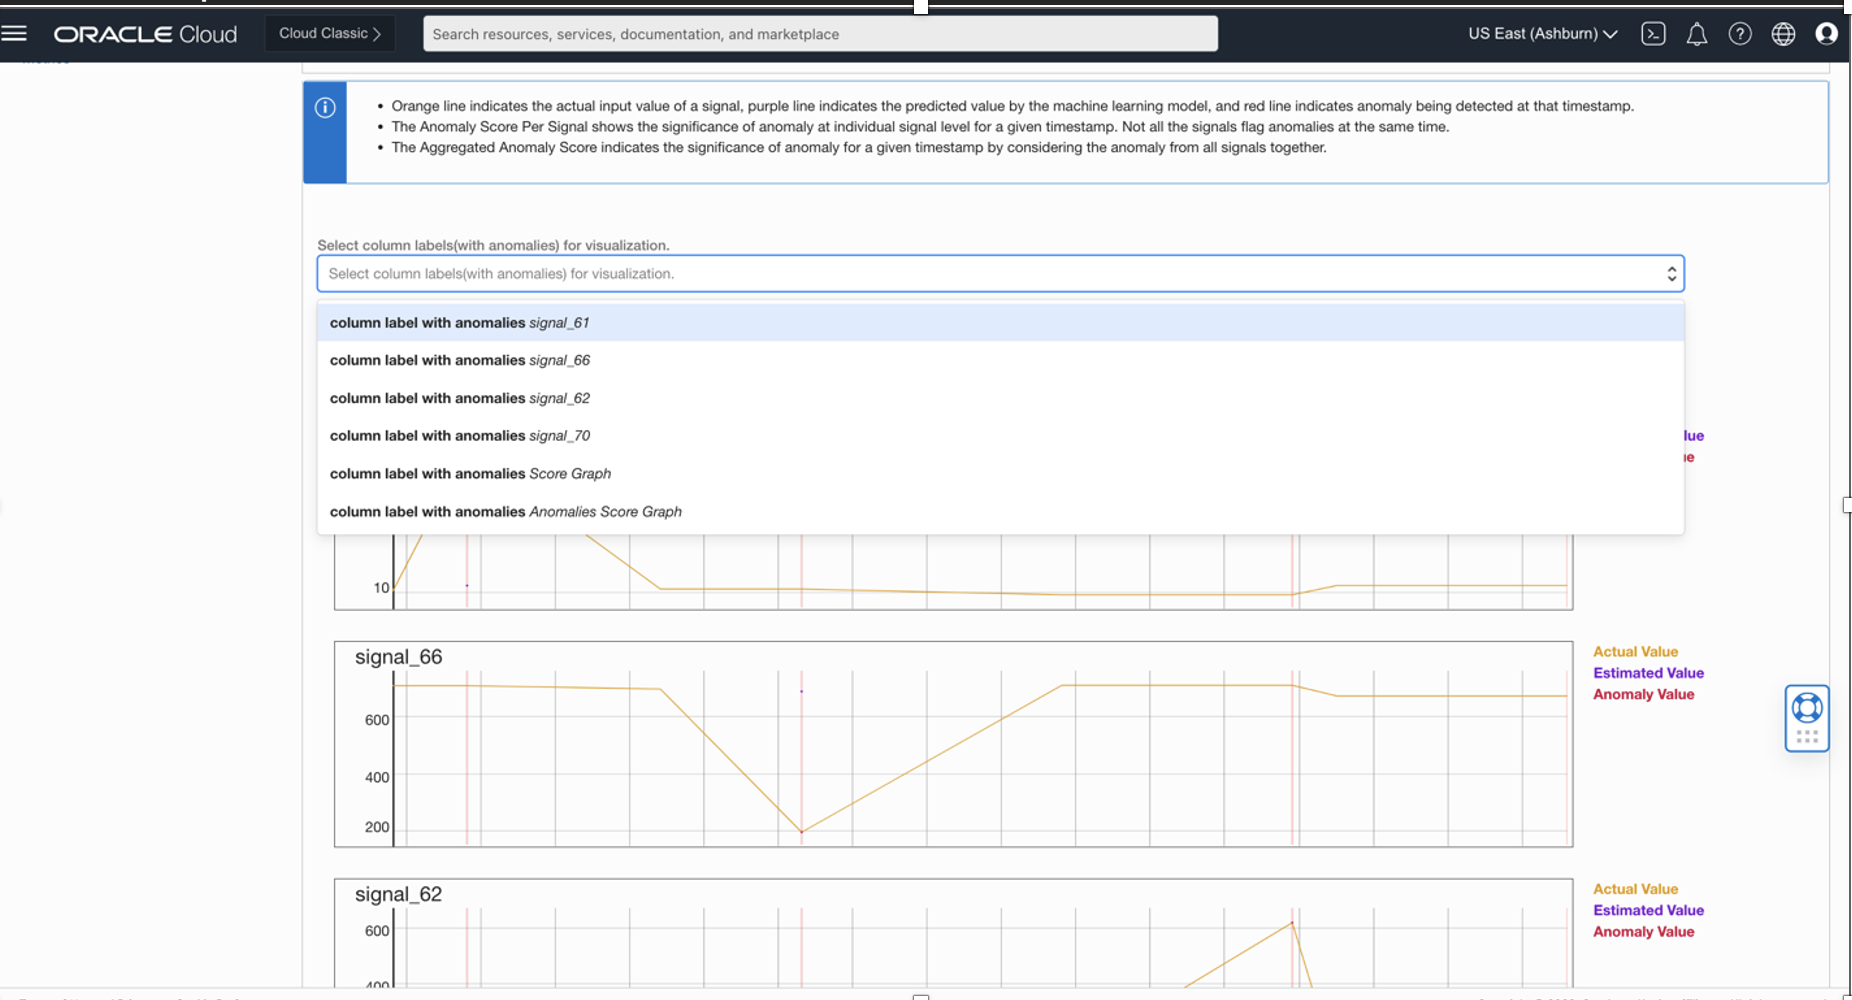 ORACLE Cloud
Cloud Classic
Search resources, services, documentation, and marketplace
US East (Ashburn)
• Orange line indicates the actual input value of a signal, purple line indicates the predicted value by the machine learning model, and red line indicates anomaly being detected at that timestamp.
• The Anomaly Score Per Signal shows the significance of anomaly at individual signal level for a given timestamp. Not all the signals flag anomalies at the same time.
• The Aggregated Anomaly Score indicates the significance of anomaly for a given timestamp by considering the anomaly from all signals together.
Select column labels(with anomalies) for visualization.
Select column labels(with anomalies) for visualization.
column label with anomalies signal_61
column label with anomalies signal_66
column label with anomalies signal_62
column label with anomalies signal_70
column label with anomalies Score Graph
column label with anomalies Anomalies Score Graph
lue
ue
10
signal_66
600
400
200
Actual Value
Estimated Value
Anomaly Value
signal_62
600
400
Actual Value
Estimated Value
Anomaly Value